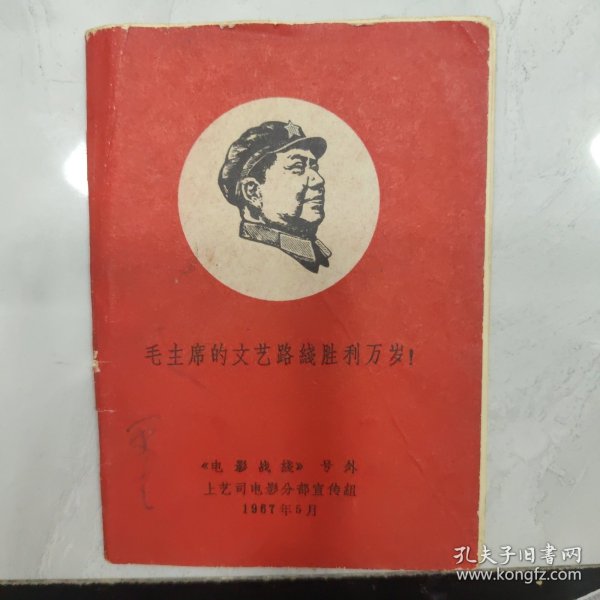 毛主席的文艺路綫胜利万岁！
《电影战綫》号外
上艺司电影分部宣传組
1967年5月
孔夫子旧书网
www.kongfz.com